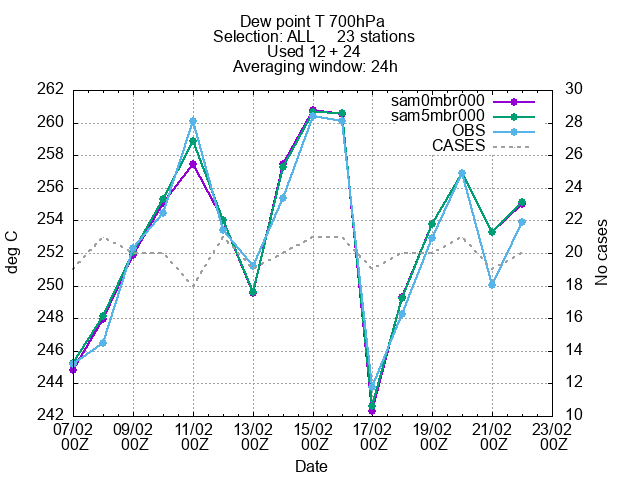 Dew point T 700hPa
Selection: ALL     23 stations
Used 12 + 24
Averaging window: 24h
262 30
260 28
258 26
256 24
254 22
252 20
250 18
248 16
246 14
244 12
242 10
sam0mbr000
sam5mbr000
OBS
CASES
deg C
No cases
07/02 09/02 11/02 13/02 15/02 17/02 19/02 21/02 23/02
00Z 00Z 00Z 00Z 00Z 00Z 00Z 00Z 00Z
Date